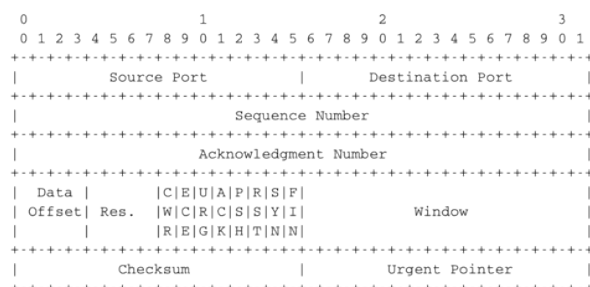 0 1 2 3
0 1 2 3 4 5 6 7 8 9 0 1 2 3 4 5 6 7 8 9 0 1 2 3 4 5 6 7 8 9 0 1
+-+-+-+-+-+-+-+-+-+-+-+-+-+-+-+-+-+-+-+-+-+-+-+-+-+-+-+-+-+-+-+-+
| Source Port | Destination Port |
+-+-+-+-+-+-+-+-+-+-+-+-+-+-+-+-+-+-+-+-+-+-+-+-+-+-+-+-+-+-+-+-+
| Sequence Number |
+-+-+-+-+-+-+-+-+-+-+-+-+-+-+-+-+-+-+-+-+-+-+-+-+-+-+-+-+-+-+-+-+
| Acknowledgment Number |
+-+-+-+-+-+-+-+-+-+-+-+-+-+-+-+-+-+-+-+-+-+-+-+-+-+-+-+-+-+-+-+-+
| Data | |C|E|U|A|P|R|S|F| |
| Offset| Res. |W|C|R|C|S|S|Y|I| Window |
| | |R|E|G|K|H|T|N|N| |
+-+-+-+-+-+-+-+-+-+-+-+-+-+-+-+-+-+-+-+-+-+-+-+-+-+-+-+-+-+-+-+-+
| Checksum | Urgent Pointer |
+-+-+-+-+-+-+-+-+-+-+-+-+-+-+-+-+-+-+-+-+-+-+-+-+-+-+-+-+-+-+-+-+